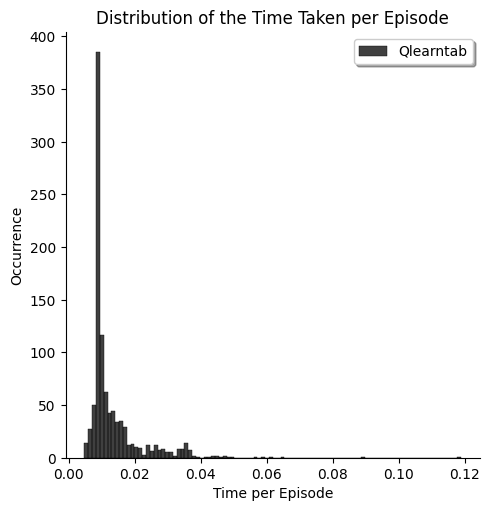 Distribution of the Time Taken per Episode
Qlearntab
400
350
300
250
200
150
100
50
0
Occurrence
0.00 0.02 0.04 0.06 0.08 0.10 0.12
Time per Episode